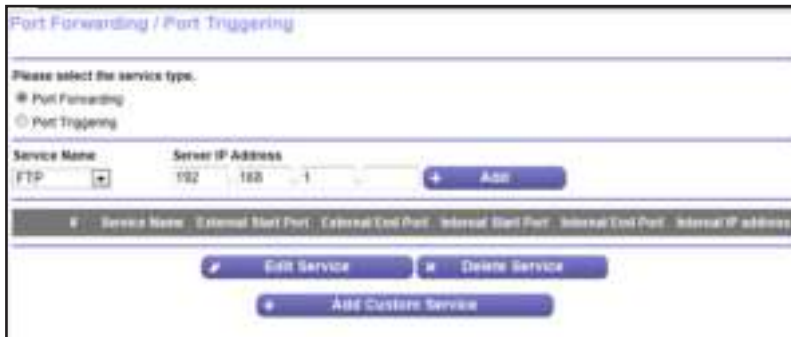 Port Forwarding / Port Triggering
Please select the service type.
Port Forwarding
Port Triggering
Service Name Server IP Address
FTP 192 . 168 . 1 . + Add
# Service Name External Start Port External End Port Internal Start Port Internal End Port Internal IP address
Edit Service Delete Service
+ Add Custom Service